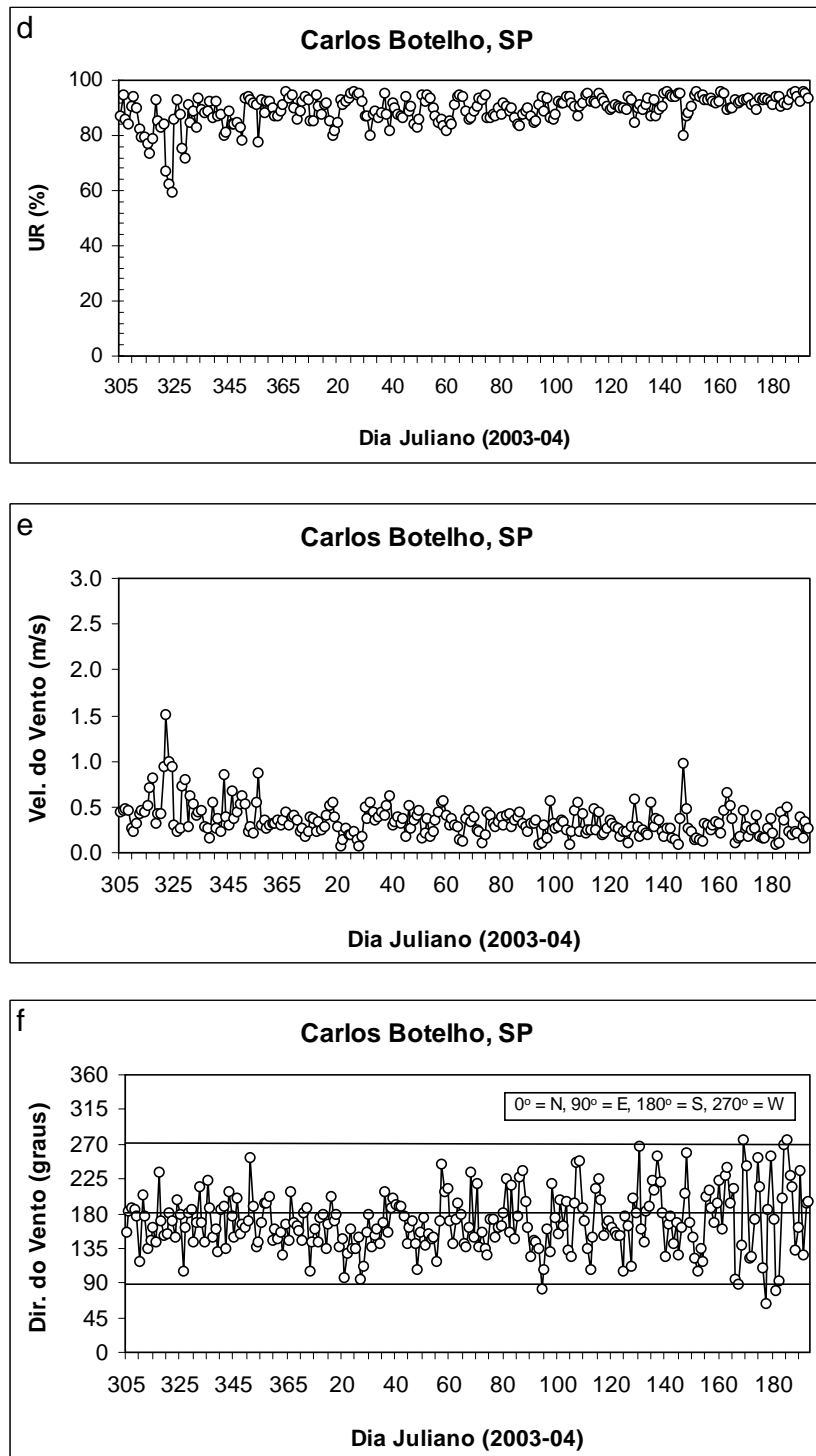 d
Carlos Botelho, SP
UR (%)
100
80
60
40
20
0
305 325 345 365 20 40 60 80 100 120 140 160 180
Dia Juliano (2003-04)
e
Carlos Botelho, SP
Vel. do Vento (m/s)
3.0
2.5
2.0
1.5
1.0
0.5
0.0
305 325 345 365 20 40 60 80 100 120 140 160 180
Dia Juliano (2003-04)
f
Carlos Botelho, SP
Dir. do Vento (graus)
360
315
270
225
180
135
90
45
0
0º = N, 90º = E, 180º = S, 270º = W
305 325 345 365 20 40 60 80 100 120 140 160 180
Dia Juliano (2003-04)